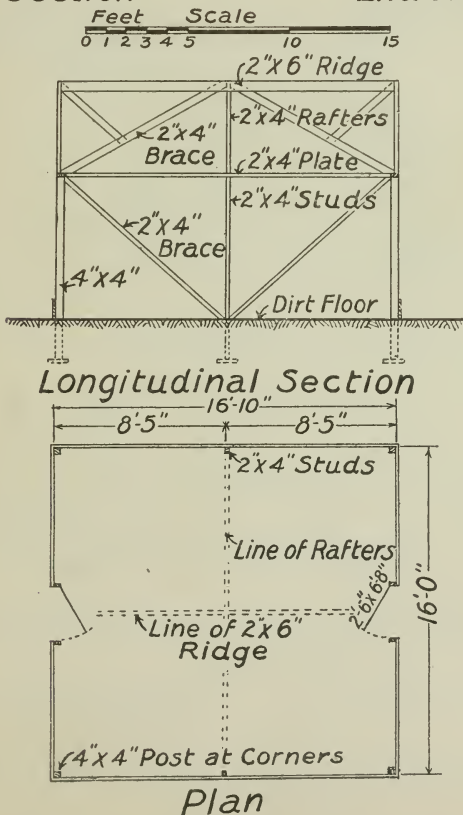 Feet Scale
0 1 2 3 4 5 10 15
2"x6" Ridge
2"x4" Rafters
2"x4"
Brace
2"x4" Plate
2"x4" Studs
2"x4"
Brace
4"x4"
Dirt Floor
Longitudinal Section
16'-10"
8'-5" 8'-5"
2"x4" Studs
Line of Rafters
2'-6"x6'-8"
16'-0"
Line of 2"x6"
Ridge
4"x4" Post at Corners
Plan